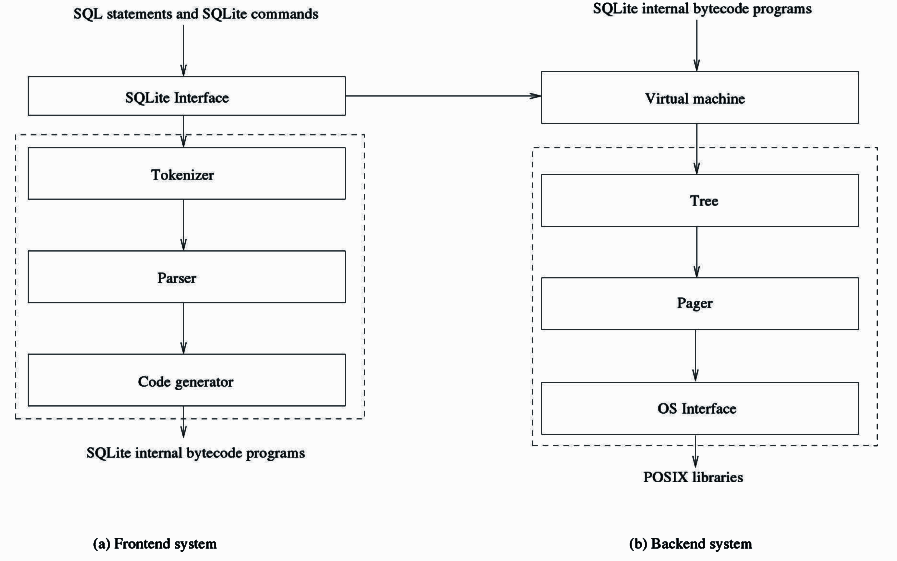 SQL statements and SQLite commands
SQLite Interface
Tokenizer
Parser
Code generator
SQLite internal bytecode programs
(a) Frontend system
SQLite internal bytecode programs
Virtual machine
Tree
Pager
OS Interface
POSIX libraries
(b) Backend system